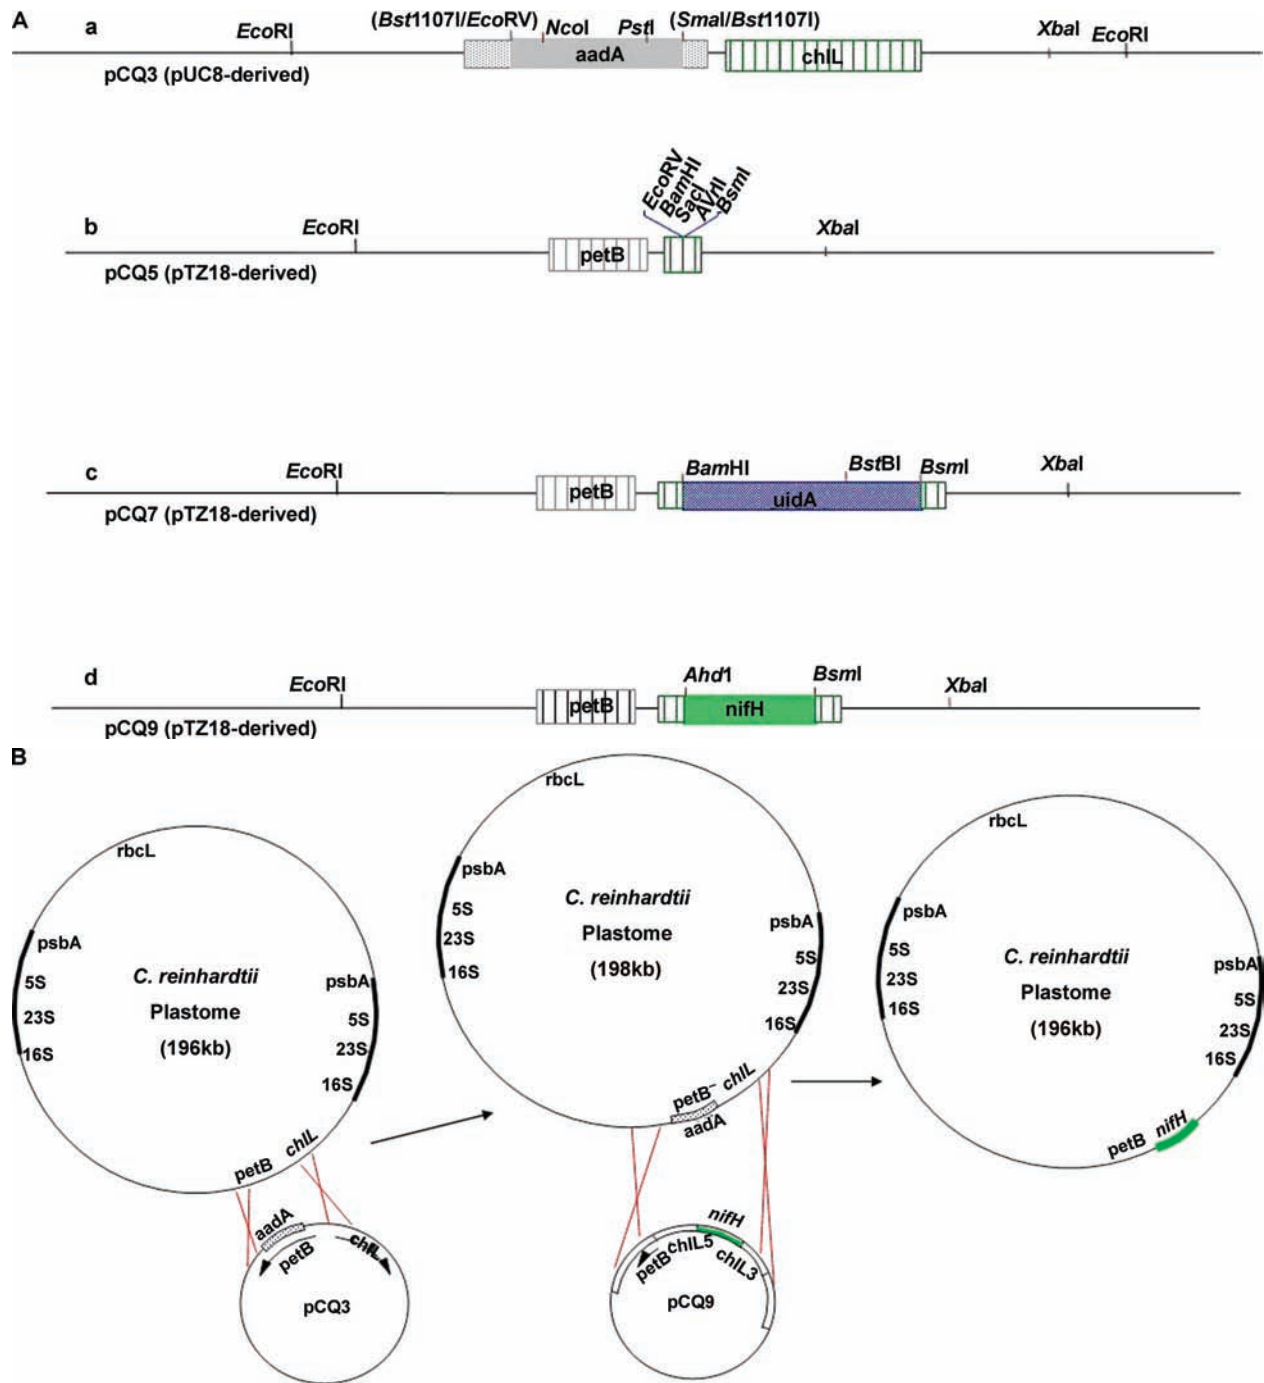 A
a
EcoRI
(Bst1107I/EcoRV)
NcoI
PstI
(SmaI/Bst1107I)
XbaI
EcoRI
aadA
chlL
pCQ3 (pUC8-derived)
EcoRV
BamHI
SacI
AVrII
BsmI
b
EcoRI
XbaI
petB
pCQ5 (pTZ18-derived)
c
EcoRI
BamHI
BstBI
BsmI
XbaI
petB
uidA
pCQ7 (pTZ18-derived)
d
EcoRI
Ahd1
BsmI
XbaI
petB
nifH
pCQ9 (pTZ18-derived)
B
rbcL
psbA
5S
23S
16S
C. reinhardtii
Plastome
(196kb)
psbA
5S
23S
16S
petB
chlL
aadA
petB
chlL
pCQ3
rbcL
psbA
5S
23S
16S
C. reinhardtii
Plastome
(198kb)
psbA
5S
23S
16S
petB–
chlL
aadA
nifH
chlL5
petB
chlL3
pCQ9
rbcL
psbA
5S
23S
16S
C. reinhardtii
Plastome
(196kb)
psbA
5S
23S
16S
petB
nifH